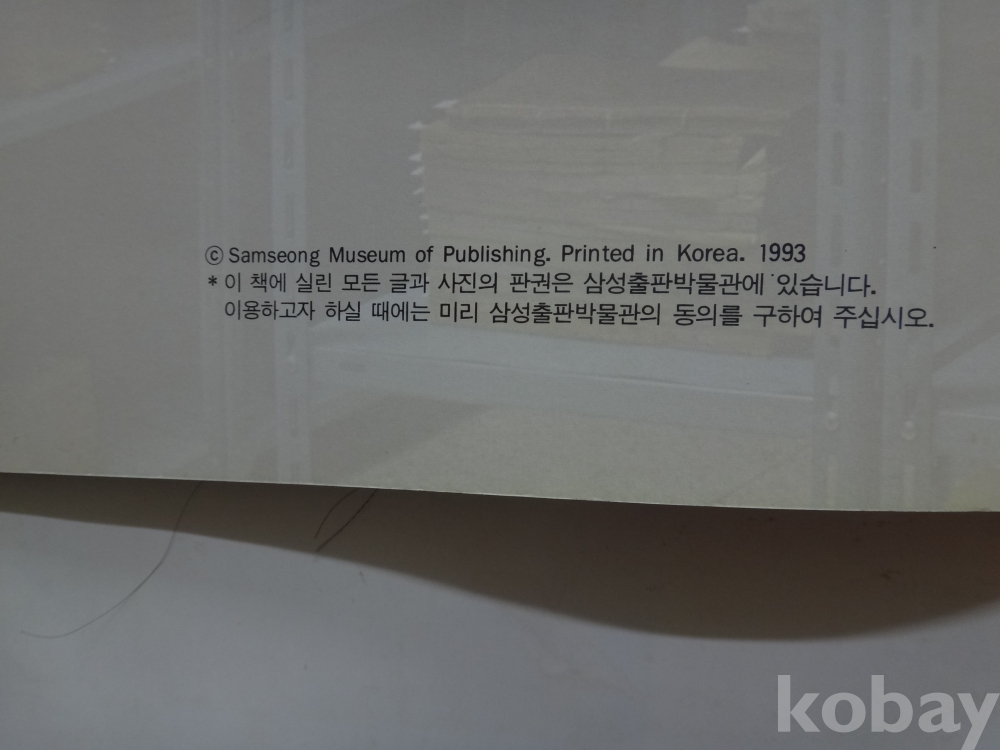 ⓒ Samseong Museum of Publishing. Printed in Korea. 1993
* 이 책에 실린 모든 글과 사진의 판권은 삼성출판박물관에 있습니다.
이용하고자 하실 때에는 미리 삼성출판박물관의 동의를 구하여 주십시오.
kobay